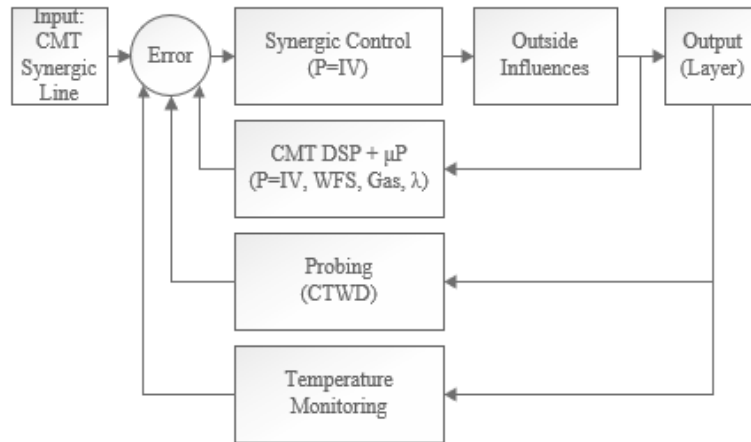 Input:
CMT
Synergic
Line
Error
Synergic Control
(P=IV)
Outside
Influences
Output
(Layer)
CMT DSP + μP
(P=IV, WFS, Gas, λ)
Probing
(CTWD)
Temperature
Monitoring